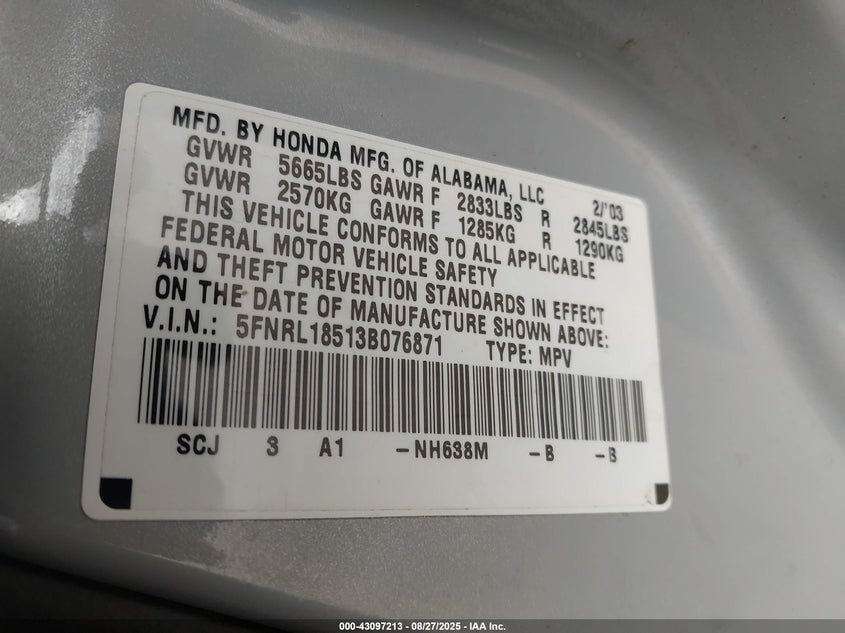 MFD. BY HONDA MFG. OF ALABAMA, LLC 2/'03
GVWR 5665LBS GAWR F 2833LBS R 2845LBS
GVWR 2570KG GAWR F 1285KG R 1290KG
THIS VEHICLE CONFORMS TO ALL APPLICABLE
FEDERAL MOTOR VEHICLE SAFETY
AND THEFT PREVENTION STANDARDS IN EFFECT
ON THE DATE OF MANUFACTURE SHOWN ABOVE:
V.I.N.: 5FNRL18513B076871 TYPE: MPV
SCJ 3 A1 -NH638M -B -B
000-43097213 - 08/27/2025 - IAA Inc.